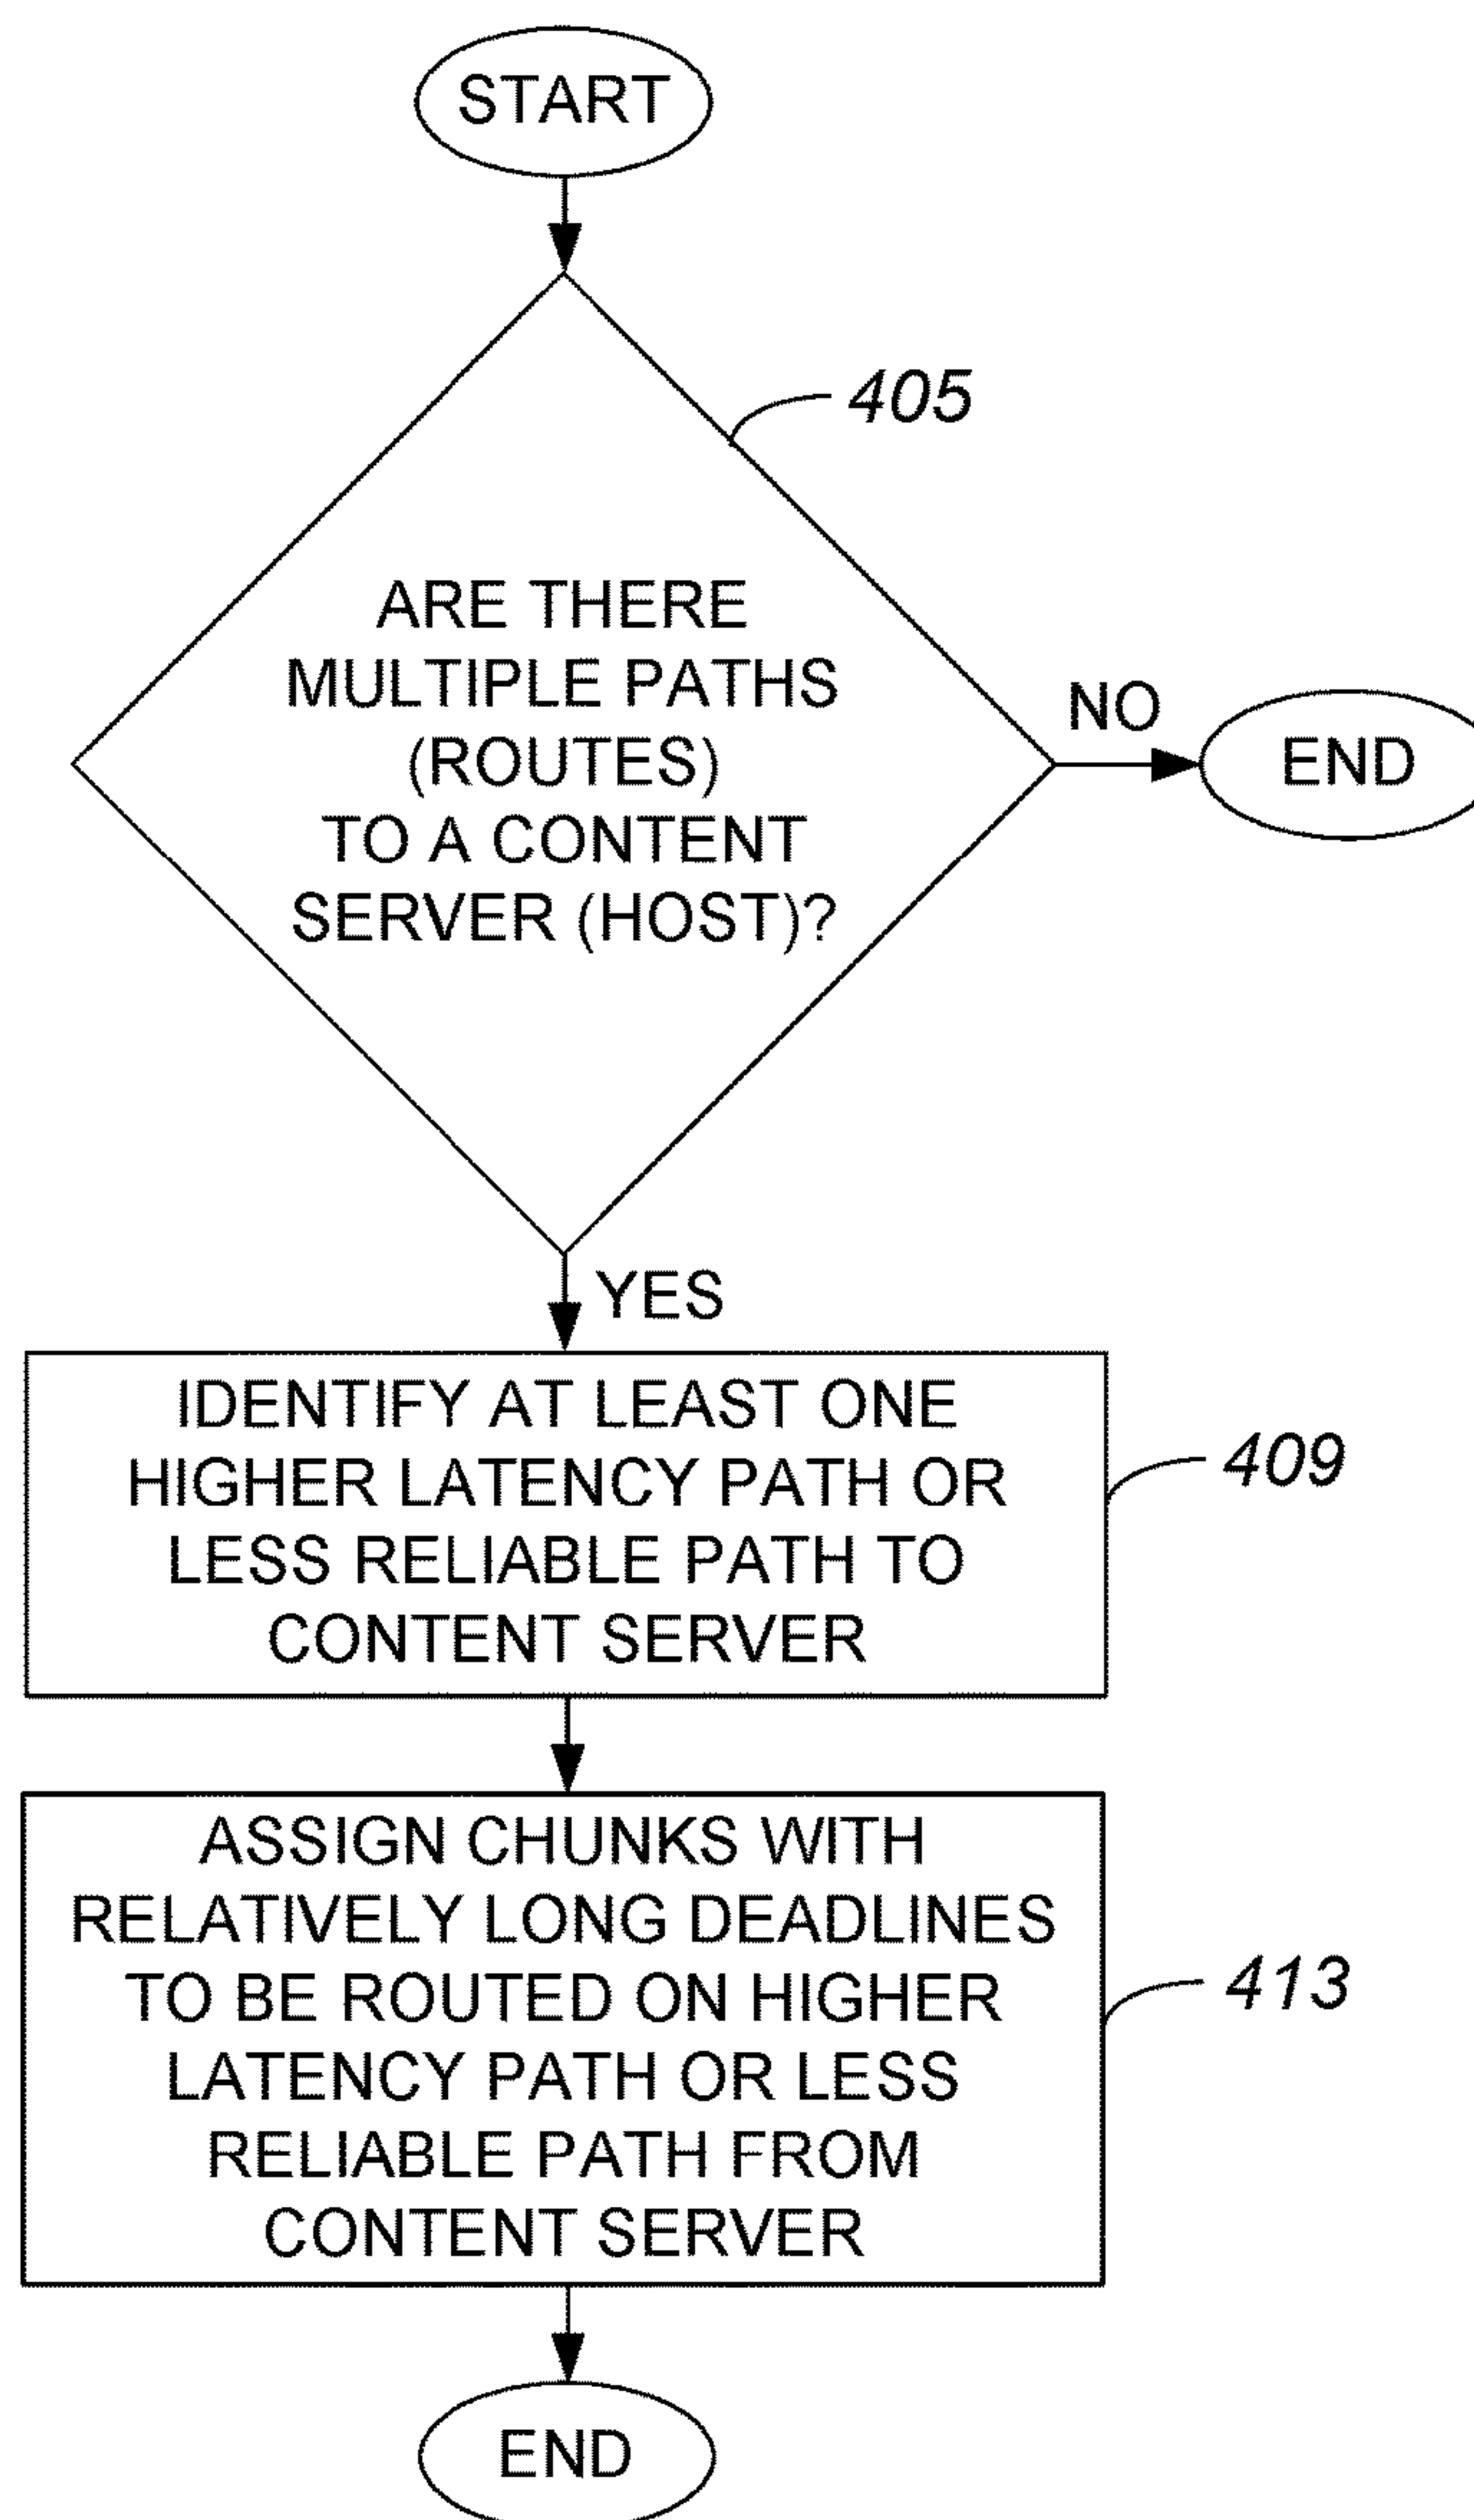 START
405
ARE THERE
MULTIPLE PATHS
(ROUTES)
TO A CONTENT
SERVER (HOST)?
NO
END
YES
IDENTIFY AT LEAST ONE
HIGHER LATENCY PATH OR
LESS RELIABLE PATH TO
CONTENT SERVER
409
ASSIGN CHUNKS WITH
RELATIVELY LONG DEADLINES
TO BE ROUTED ON HIGHER
LATENCY PATH OR LESS
RELIABLE PATH FROM
CONTENT SERVER
413
END